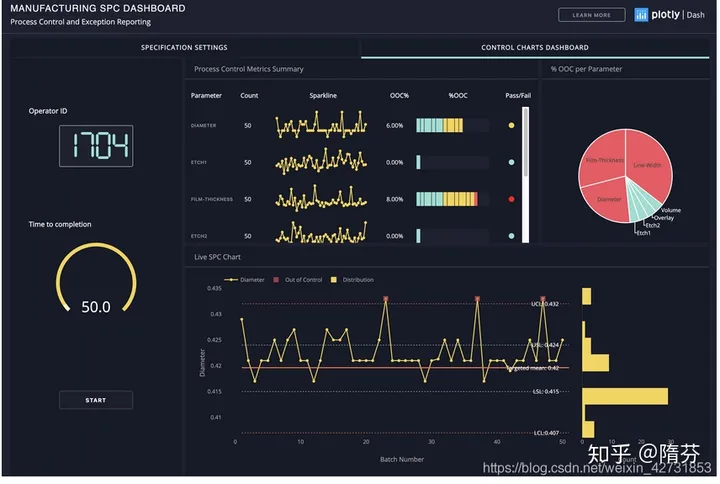 MANUFACTURING SPC DASHBOARD
Process Control and Exception Reporting
LEARN MORE
plotly | Dash
SPECIFICATION SETTINGS
CONTROL CHARTS DASHBOARD
Operator ID
1704
Time to completion
50.0
START
Process Control Metrics Summary
Parameter Count Sparkline OOC% %OOC Pass/Fail
DIAMETER 50 6.00%
ETCH1 50 0.00%
FILM-THICKNESS 50 8.00%
ETCH2 50 0.00%
% OOC per Parameter
Film-Thickness
Line-Width
Diameter
Volume
Overlay
Etch2
Etch1
Live SPC Chart
Diameter Out of Control Distribution
0.435
0.43
0.425
0.42
0.415
0.41
Diameter
UCL:0.432
USL:0.424
Targeted mean: 0.42
LSL:0.415
LCL:0.407
0 10 20 30 40 50
Batch Number
知乎 @隋芬
https://blog.csdn.net/weixin_42731853